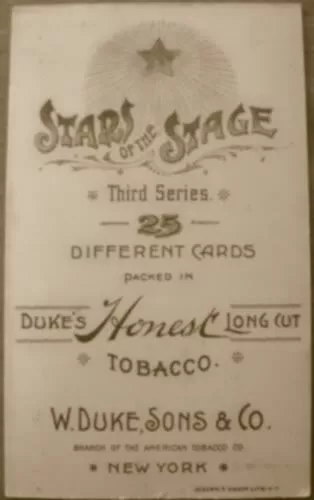 STARS OF THE STAGE
Third Series.
25
DIFFERENT CARDS
PACKED IN
DUKE'S Honest LONG CUT
TOBACCO.
W. DUKE, SONS & CO.
BRANCH OF THE AMERICAN TOBACCO CO.
NEW YORK